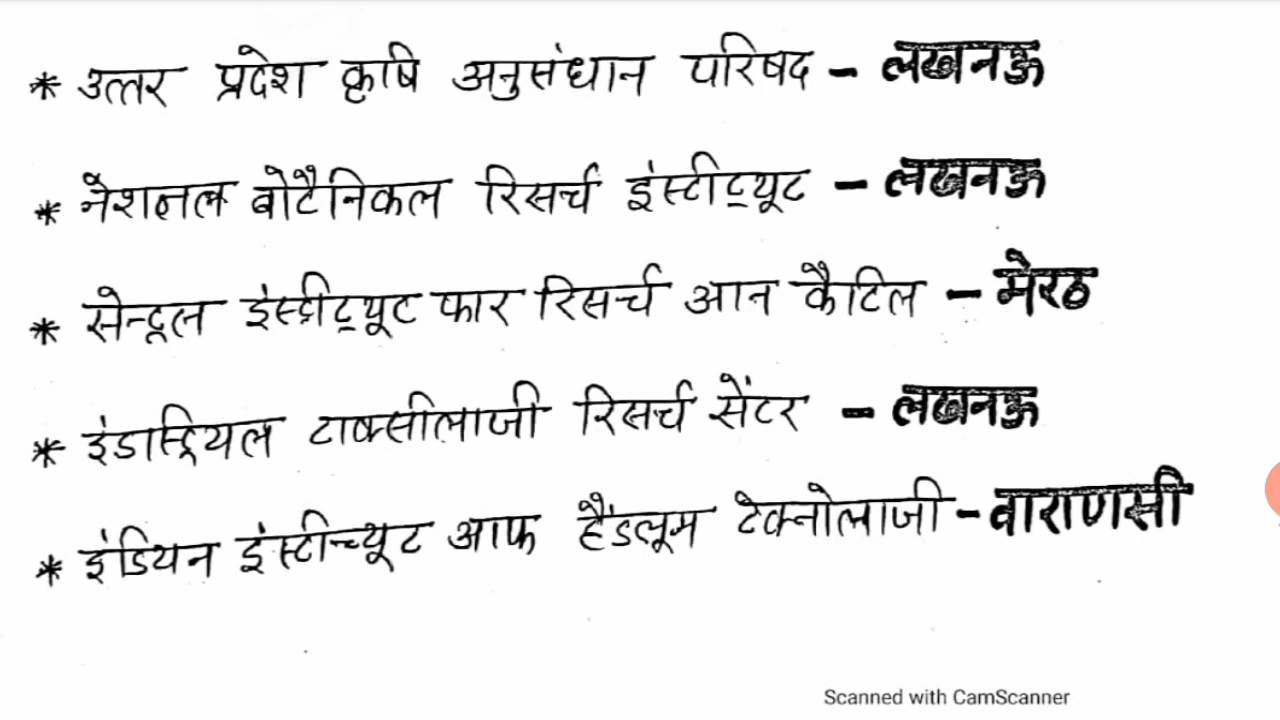 * उत्तर प्रदेश कृषि अनुसंधान परिषद - लखनऊ
* नैशनल बोटैनिकल रिसर्च इंस्टीट्यूट - लखनऊ
* सेन्ट्रल इंस्टीट्यूट फार रिसर्च आन कैटिल - मेरठ
* इंडास्ट्रियल टाक्सीलाजी रिसर्च सेंटर - लखनऊ
* इंडियन इंस्टीच्यूट आफ हैंडलूम टेक्नोलाजी - वाराणसी
Scanned with CamScanner